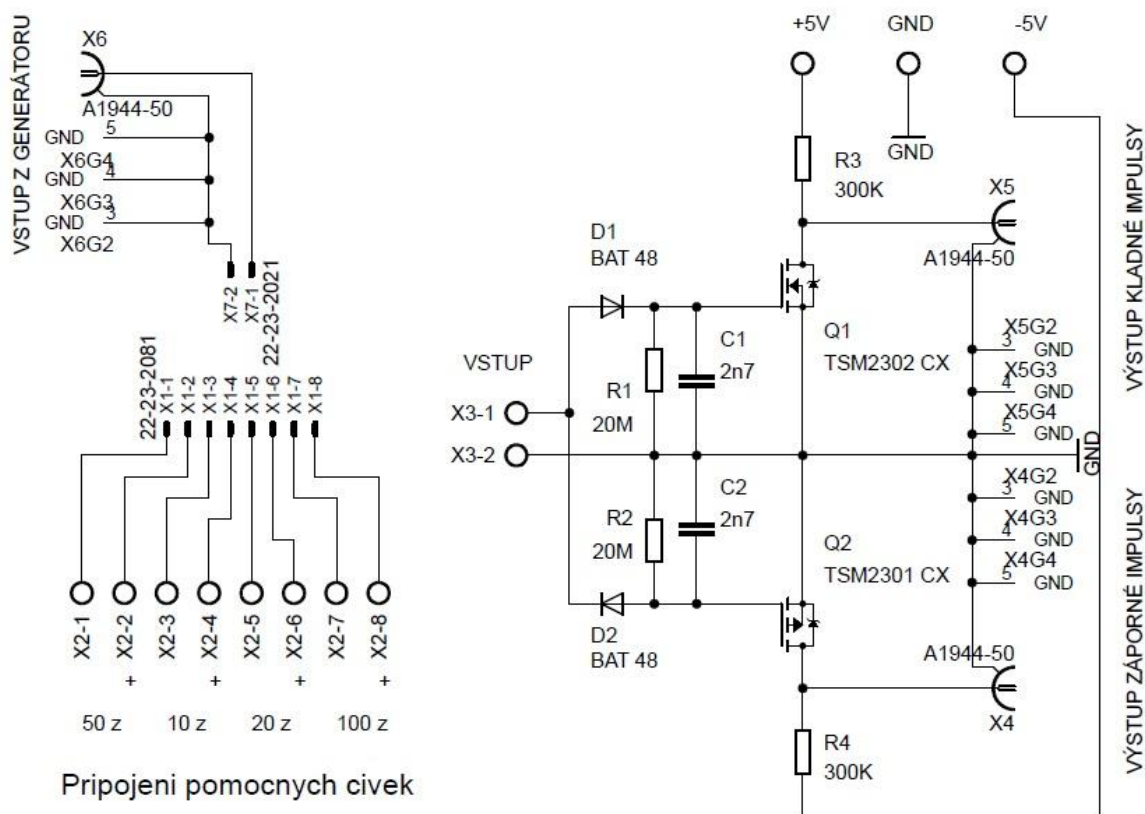 VSTUP Z GENERÁTORU
X6
A1944-50
GND 5
X6G4
GND 4
X6G3
GND 3
X6G2
X7-2
X7-1
22-23-2021
22-23-2081
X1-1
X1-2
X1-3
X1-4
X1-5
X1-6
X1-7
X1-8
X2-1
X2-2
X2-3
X2-4
X2-5
X2-6
X2-7
X2-8
+ + + +
50 z 10 z 20 z 100 z
Pripojeni pomocnych civek
+5V GND -5V
GND
R3
300K
X5
A1944-50
D1
BAT 48
VSTUP
X3-1
X3-2
R1
20M
C1
2n7
Q1
TSM2302 CX
X5G2
3 GND
X5G3
4 GND
X5G4
5 GND
GND
R2
20M
C2
2n7
Q2
TSM2301 CX
X4G2
3 GND
X4G3
4 GND
X4G4
5 GND
D2
BAT 48
A1944-50
X4
R4
300K
VÝSTUP KLADNÉ IMPULSY
VÝSTUP ZÁPORNÉ IMPULSY